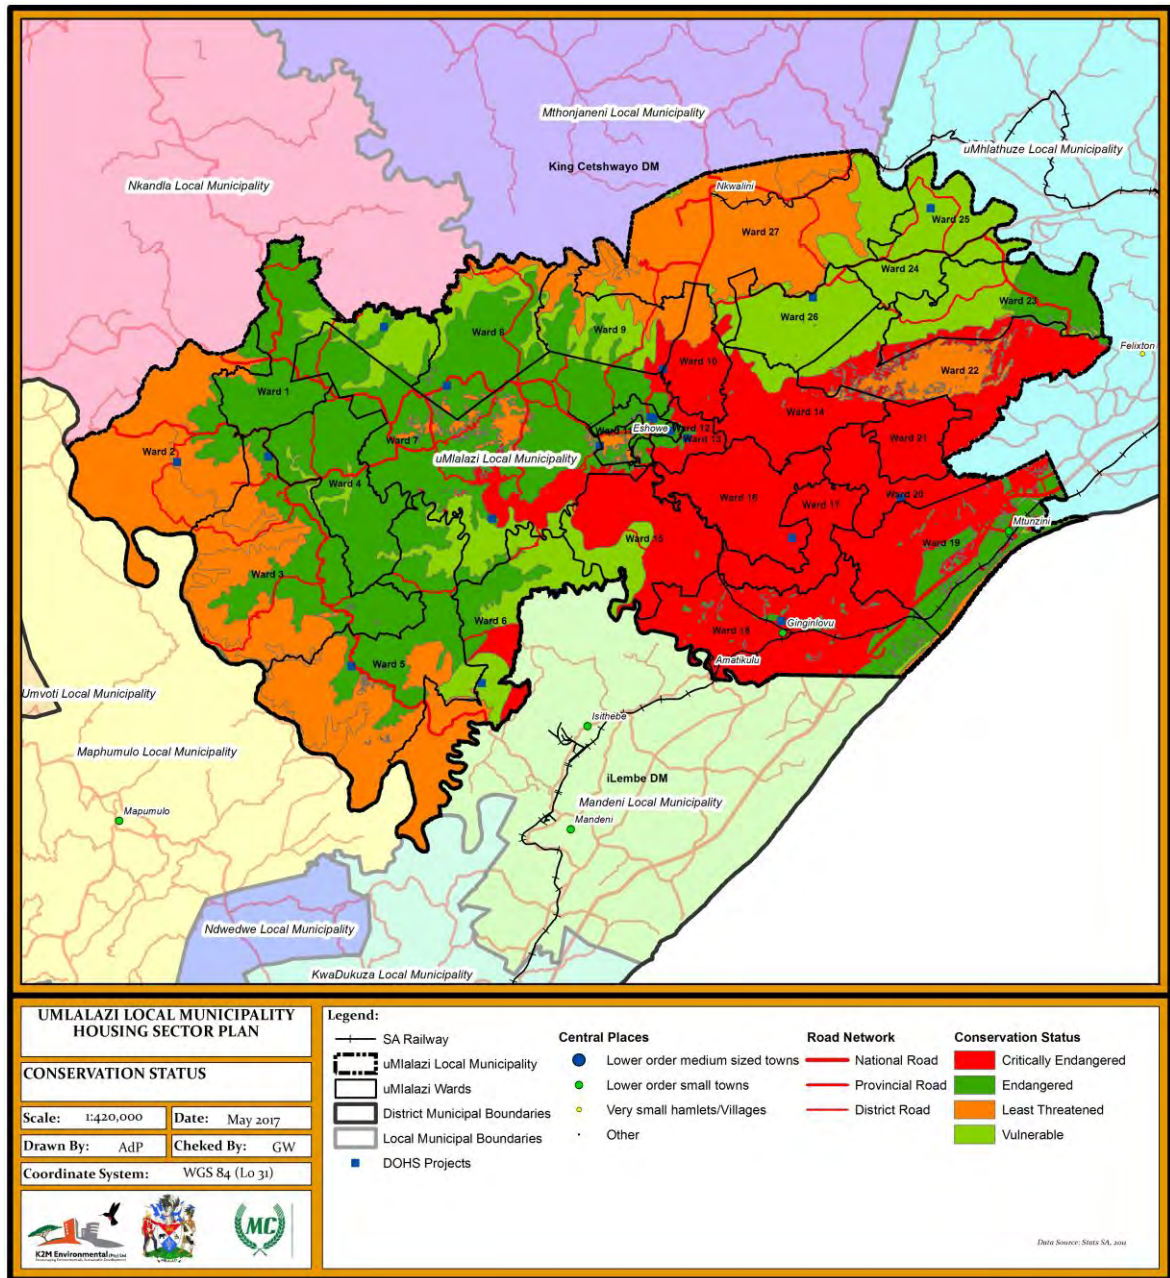 Mthonjaneni Local Municipality
uMhlathuze Local Municipality
King Cetshwayo DM
Nkandla Local Municipality
Nkwalini
Ward 25
Ward 27
Ward 24
Ward 23
Ward 26
Ward 8
Ward 9
Felixton
Ward 10
Ward 22
Ward 1
Ward 14
Ward 7
Eshowe
Ward 12
Ward 13
Ward 21
Ward 2
uMlalazi Local Municipality
Ward 4
Ward 16
Ward 20
Mtunzini
Ward 15
Ward 19
Ward 3
Ward 6
Ginginlovu
Ward 18
Amatikulu
Ward 5
Umvoti Local Municipality
Isithebe
Maphumulo Local Municipality
iLembe DM
Mandeni Local Municipality
Mapumulo
Mandeni
Ndwedwe Local Municipality
KwaDukuza Local Municipality
UMLALAZI LOCAL MUNICIPALITY
HOUSING SECTOR PLAN
CONSERVATION STATUS
Scale: 1:420,000
Date: May 2017
Drawn By: AdP
Cheked By: GW
Coordinate System: WGS 84 (Lo 31)
K2M Environmental (Pty) Ltd
MC
Legend:
SA Railway
uMlalazi Local Municipality
uMlalazi Wards
District Municipal Boundaries
Local Municipal Boundaries
DOHS Projects
Central Places
Lower order medium sized towns
Lower order small towns
Very small hamlets/Villages
Other
Road Network
National Road
Provincial Road
District Road
Conservation Status
Critically Endangered
Endangered
Least Threatened
Vulnerable
Data Source: Stats SA, 2011